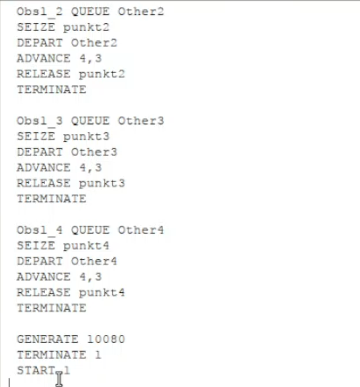 Obsl_2 QUEUE Other2
SEIZE punkt2
DEPART Other2
ADVANCE 4,3
RELEASE punkt2
TERMINATE
Obsl_3 QUEUE Other3
SEIZE punkt3
DEPART Other3
ADVANCE 4,3
RELEASE punkt3
TERMINATE
Obsl_4 QUEUE Other4
SEIZE punkt4
DEPART Other4
ADVANCE 4,3
RELEASE punkt4
TERMINATE
GENERATE 10080
TERMINATE 1
START 1